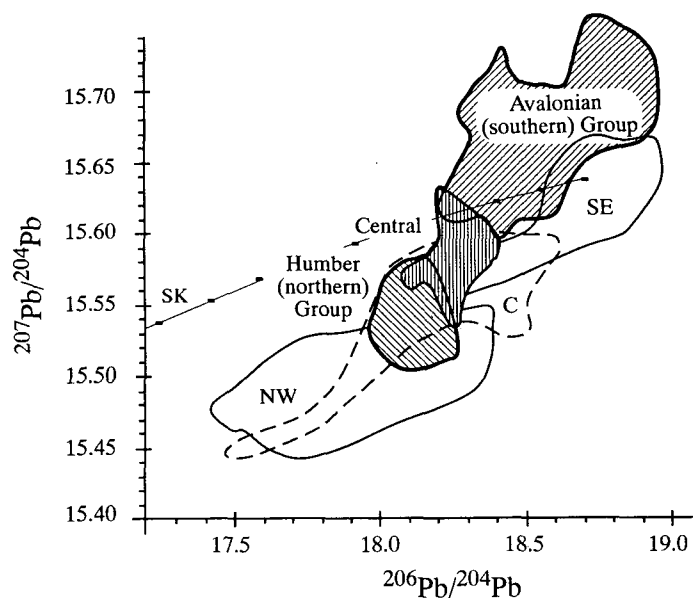 15.70
15.65
15.60
15.55
15.50
15.45
15.40
207Pb/204Pb
Avalonian
(southern) Group
SE
Central
Humber
(northern)
Group
SK
C
NW
17.5
18.0
18.5
19.0
206Pb/204Pb